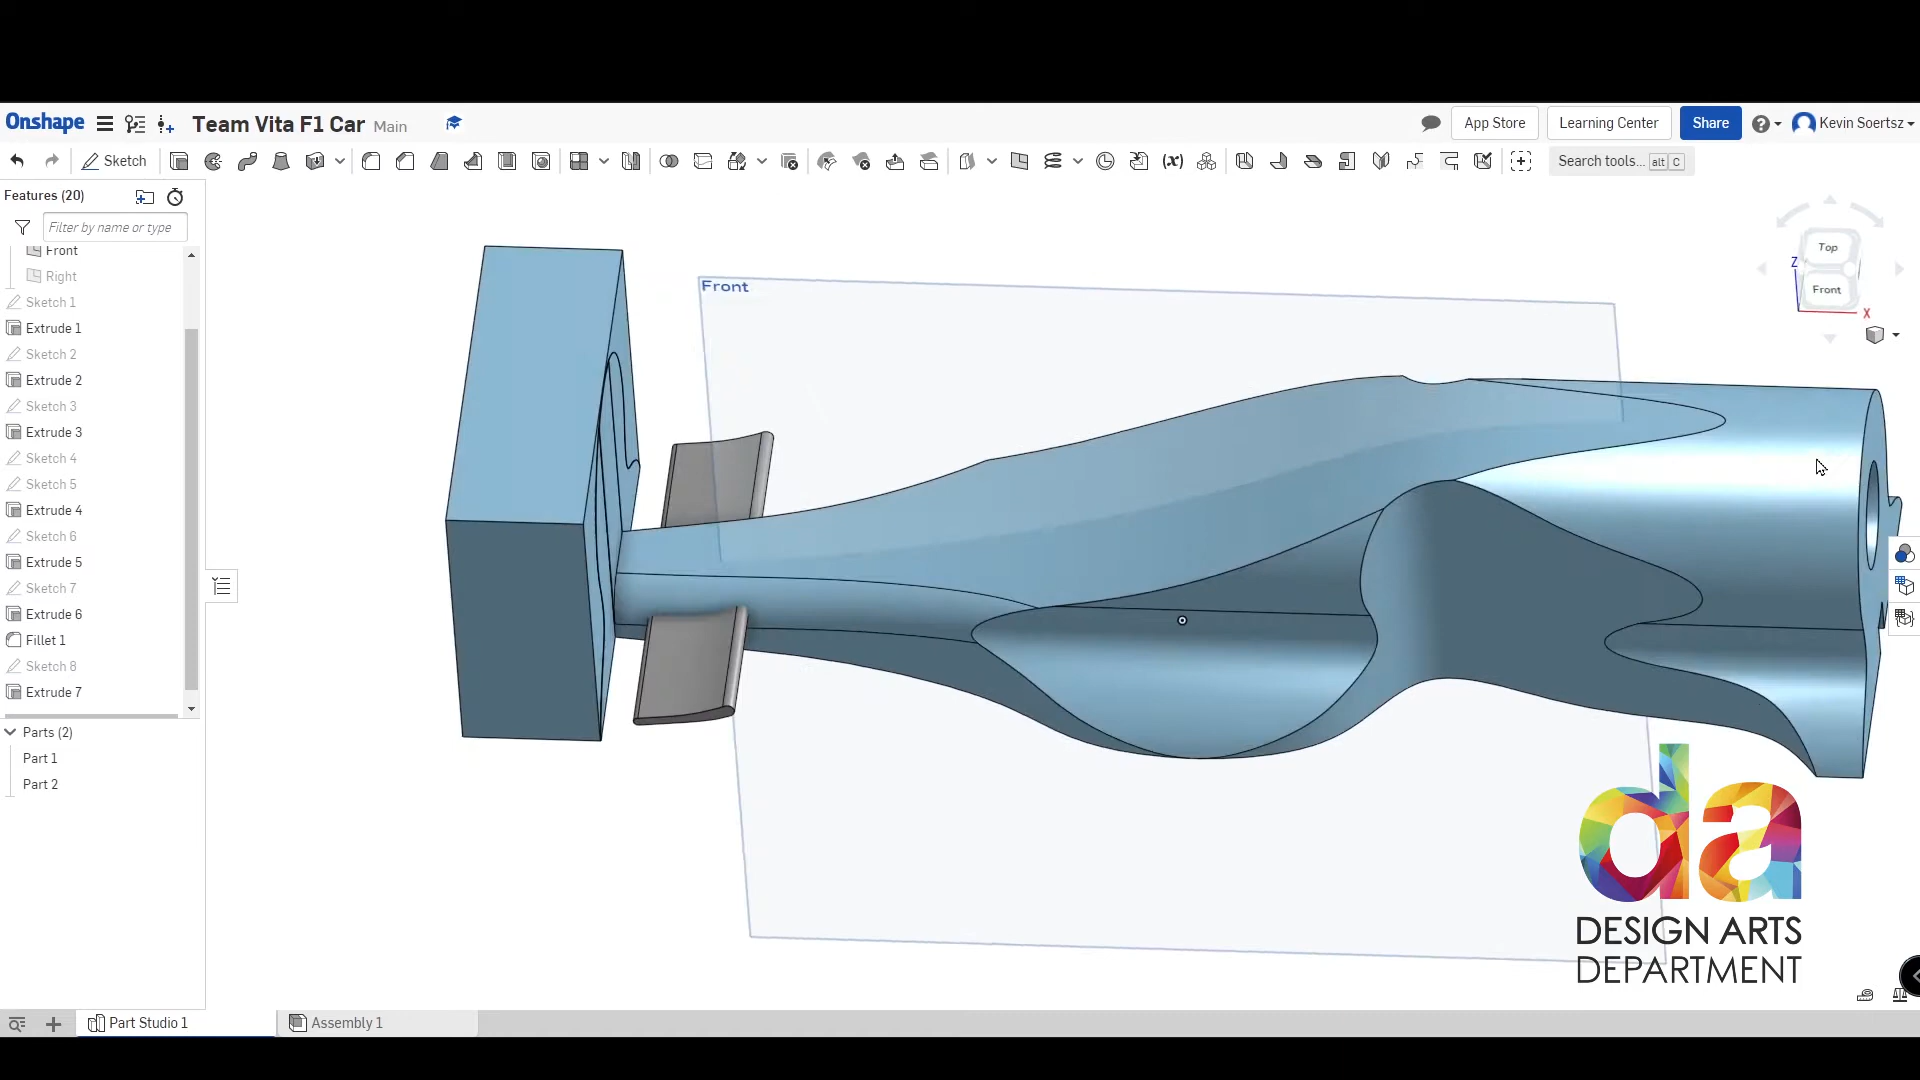 Onshape
Team Vita F1 Car Main
App Store
Learning Center
Share
Kevin Soertsz
Sketch
(x)
Search tools... alt C
Features (20)
Filter by name or type
Front
Right
Sketch 1
Extrude 1
Sketch 2
Extrude 2
Sketch 3
Extrude 3
Sketch 4
Sketch 5
Extrude 4
Sketch 6
Extrude 5
Sketch 7
Extrude 6
Fillet 1
Sketch 8
Extrude 7
Parts (2)
Part 1
Part 2
Front
Top
Z
Front
X
da
DESIGN ARTS
DEPARTMENT
Part Studio 1
Assembly 1